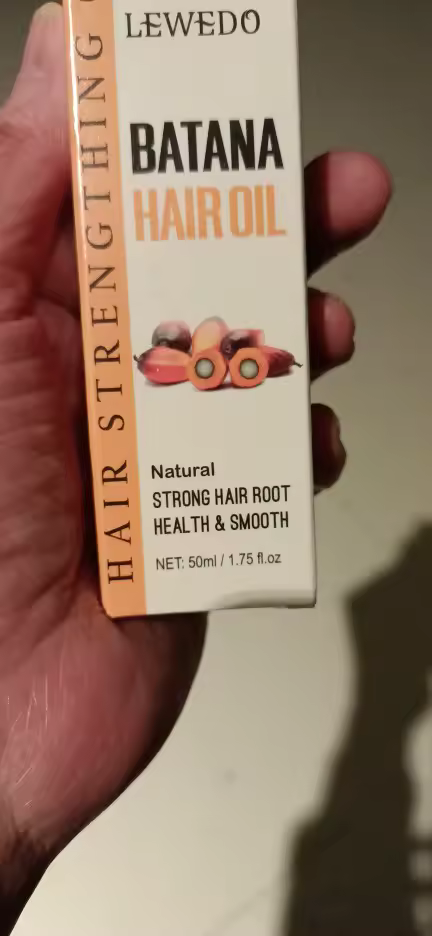 LEWEDO
BATANA
HAIR OIL
Natural
STRONG HAIR ROOT
HEALTH & SMOOTH
NET: 50ml / 1.75 fl.oz
HAIR STRENGTHING